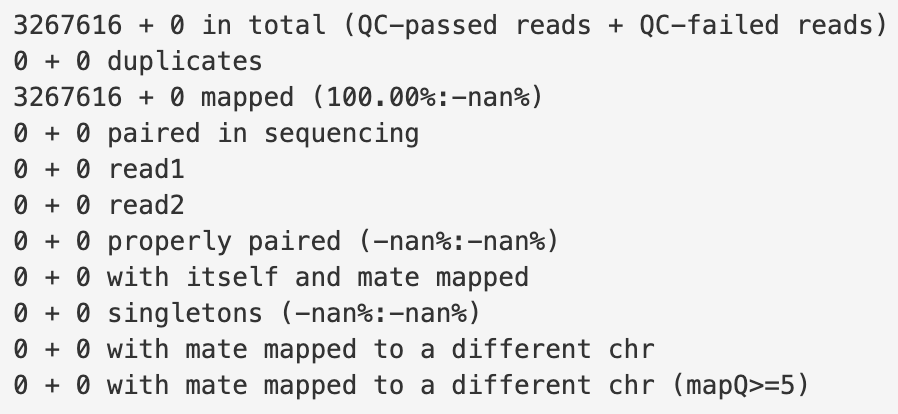 3267616 + 0 in total (QC-passed reads + QC-failed reads)
0 + 0 duplicates
3267616 + 0 mapped (100.00%:-nan%)
0 + 0 paired in sequencing
0 + 0 read1
0 + 0 read2
0 + 0 properly paired (-nan%:-nan%)
0 + 0 with itself and mate mapped
0 + 0 singletons (-nan%:-nan%)
0 + 0 with mate mapped to a different chr
0 + 0 with mate mapped to a different chr (mapQ>=5)